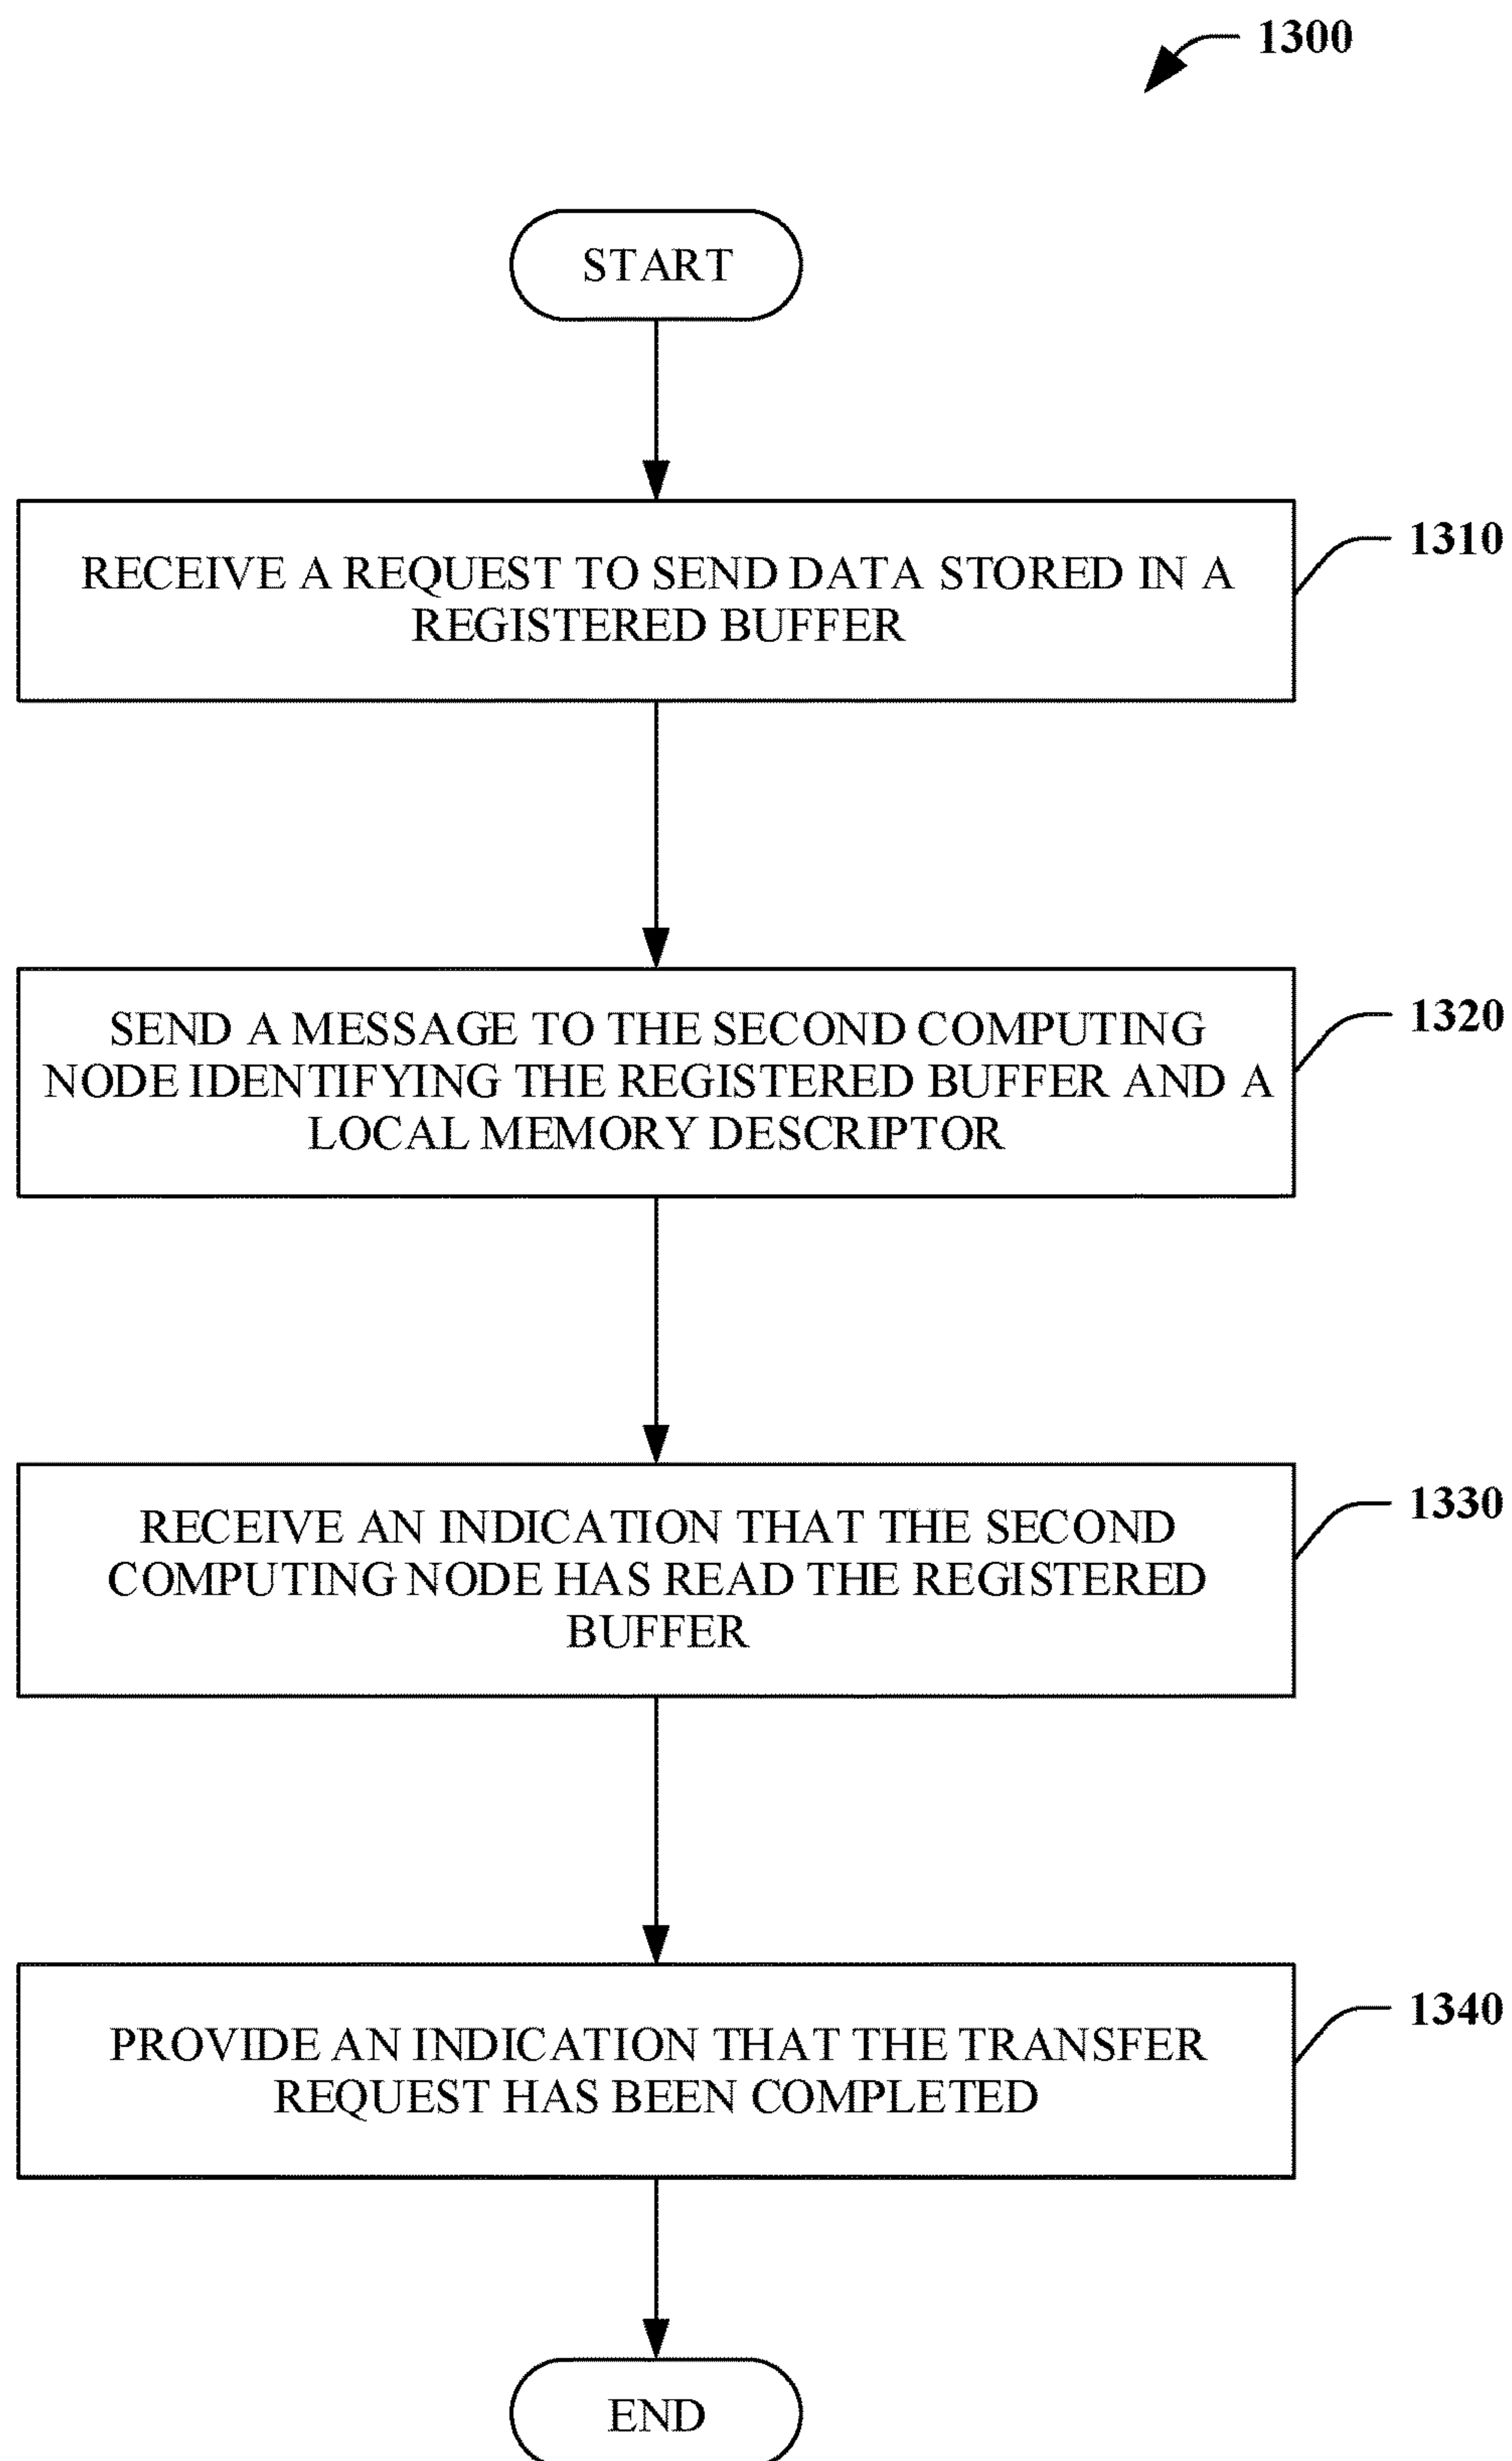 1300
START
RECEIVE A REQUEST TO SEND DATA STORED IN A
REGISTERED BUFFER
1310
SEND A MESSAGE TO THE SECOND COMPUTING
NODE IDENTIFYING THE REGISTERED BUFFER AND A
LOCAL MEMORY DESCRIPTOR
1320
RECEIVE AN INDICATION THAT THE SECOND
COMPUTING NODE HAS READ THE REGISTERED
BUFFER
1330
PROVIDE AN INDICATION THAT THE TRANSFER
REQUEST HAS BEEN COMPLETED
1340
END